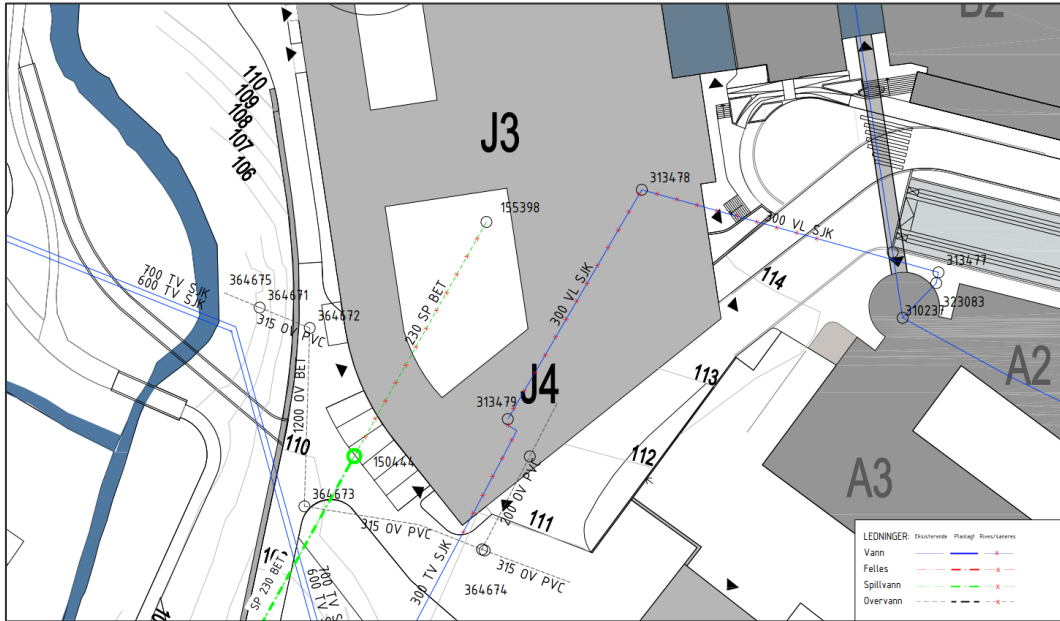 B2
110
109
108
107
106
J3
313478
155398
300 VL SJK
114
313477
323083
310237
700 TV SJK
600 TV SJK
364675
364671
364672
315 OV PVC
230 SP BET
300 VL SJK
1200 OV BET
113
J4
A2
313479
110
150444
112
A3
364673
315 OV PVC
200 OV PVC
111
315 OV PVC
364674
SP 230 BET
700 TV S
600 TV S
300 TV SJK
LEDNINGER: Eksisterende Planlagt Rives/saneres
Vann
Felles
Spillvann
Overvann